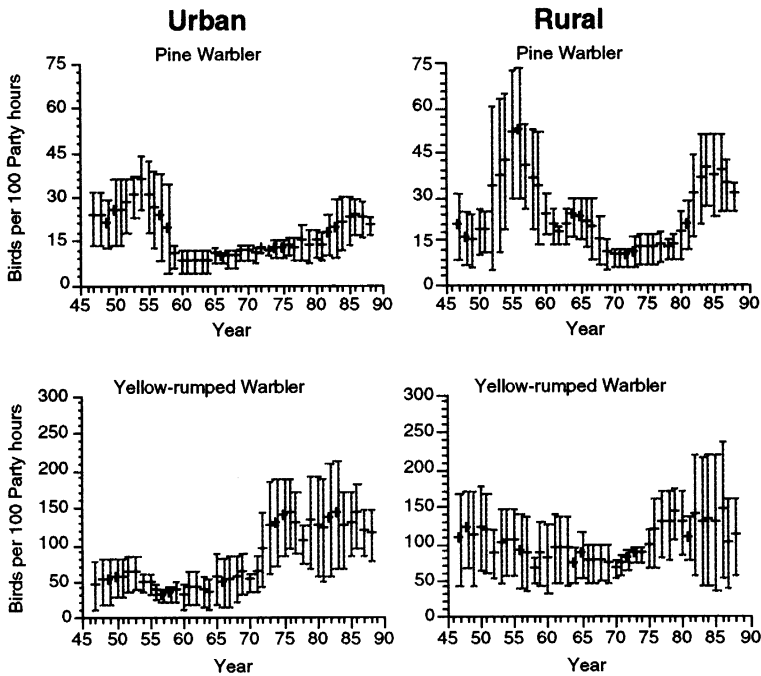 Urban Rural
Pine Warbler Pine Warbler
Birds per 100 Party hours
75 60 45 30 15 0
45 50 55 60 65 70 75 80 85 90
Year
75 60 45 30 15 0
45 50 55 60 65 70 75 80 85 90
Year
Yellow-rumped Warbler Yellow-rumped Warbler
Birds per 100 Party hours
300 250 200 150 100 50 0
45 50 55 60 65 70 75 80 85 90
Year
300 250 200 150 100 50 0
45 50 55 60 65 70 75 80 85 90
Year